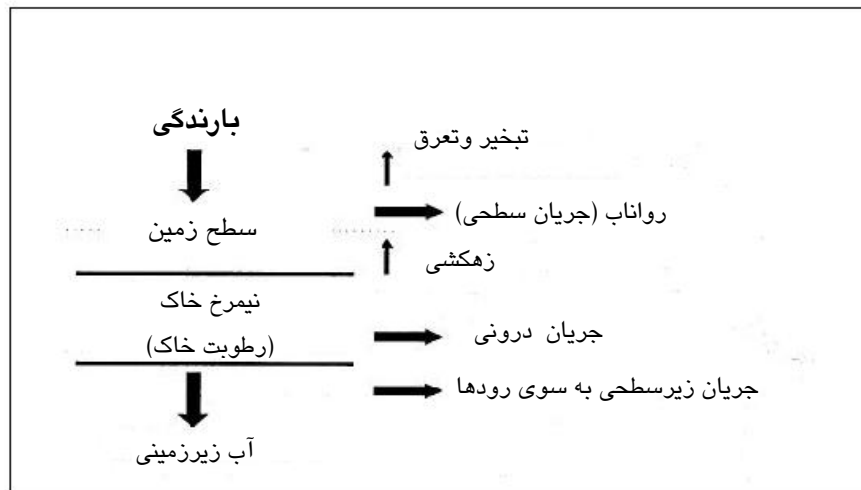 بارندگی
تبخیر وتعرق
رواناب (جریان سطحی)
سطح زمین
زهکشی
نیمرخ خاک
(رطوبت خاک)
جریان درونی
جریان زیرسطحی به سوی رودها
آب زیرزمینی